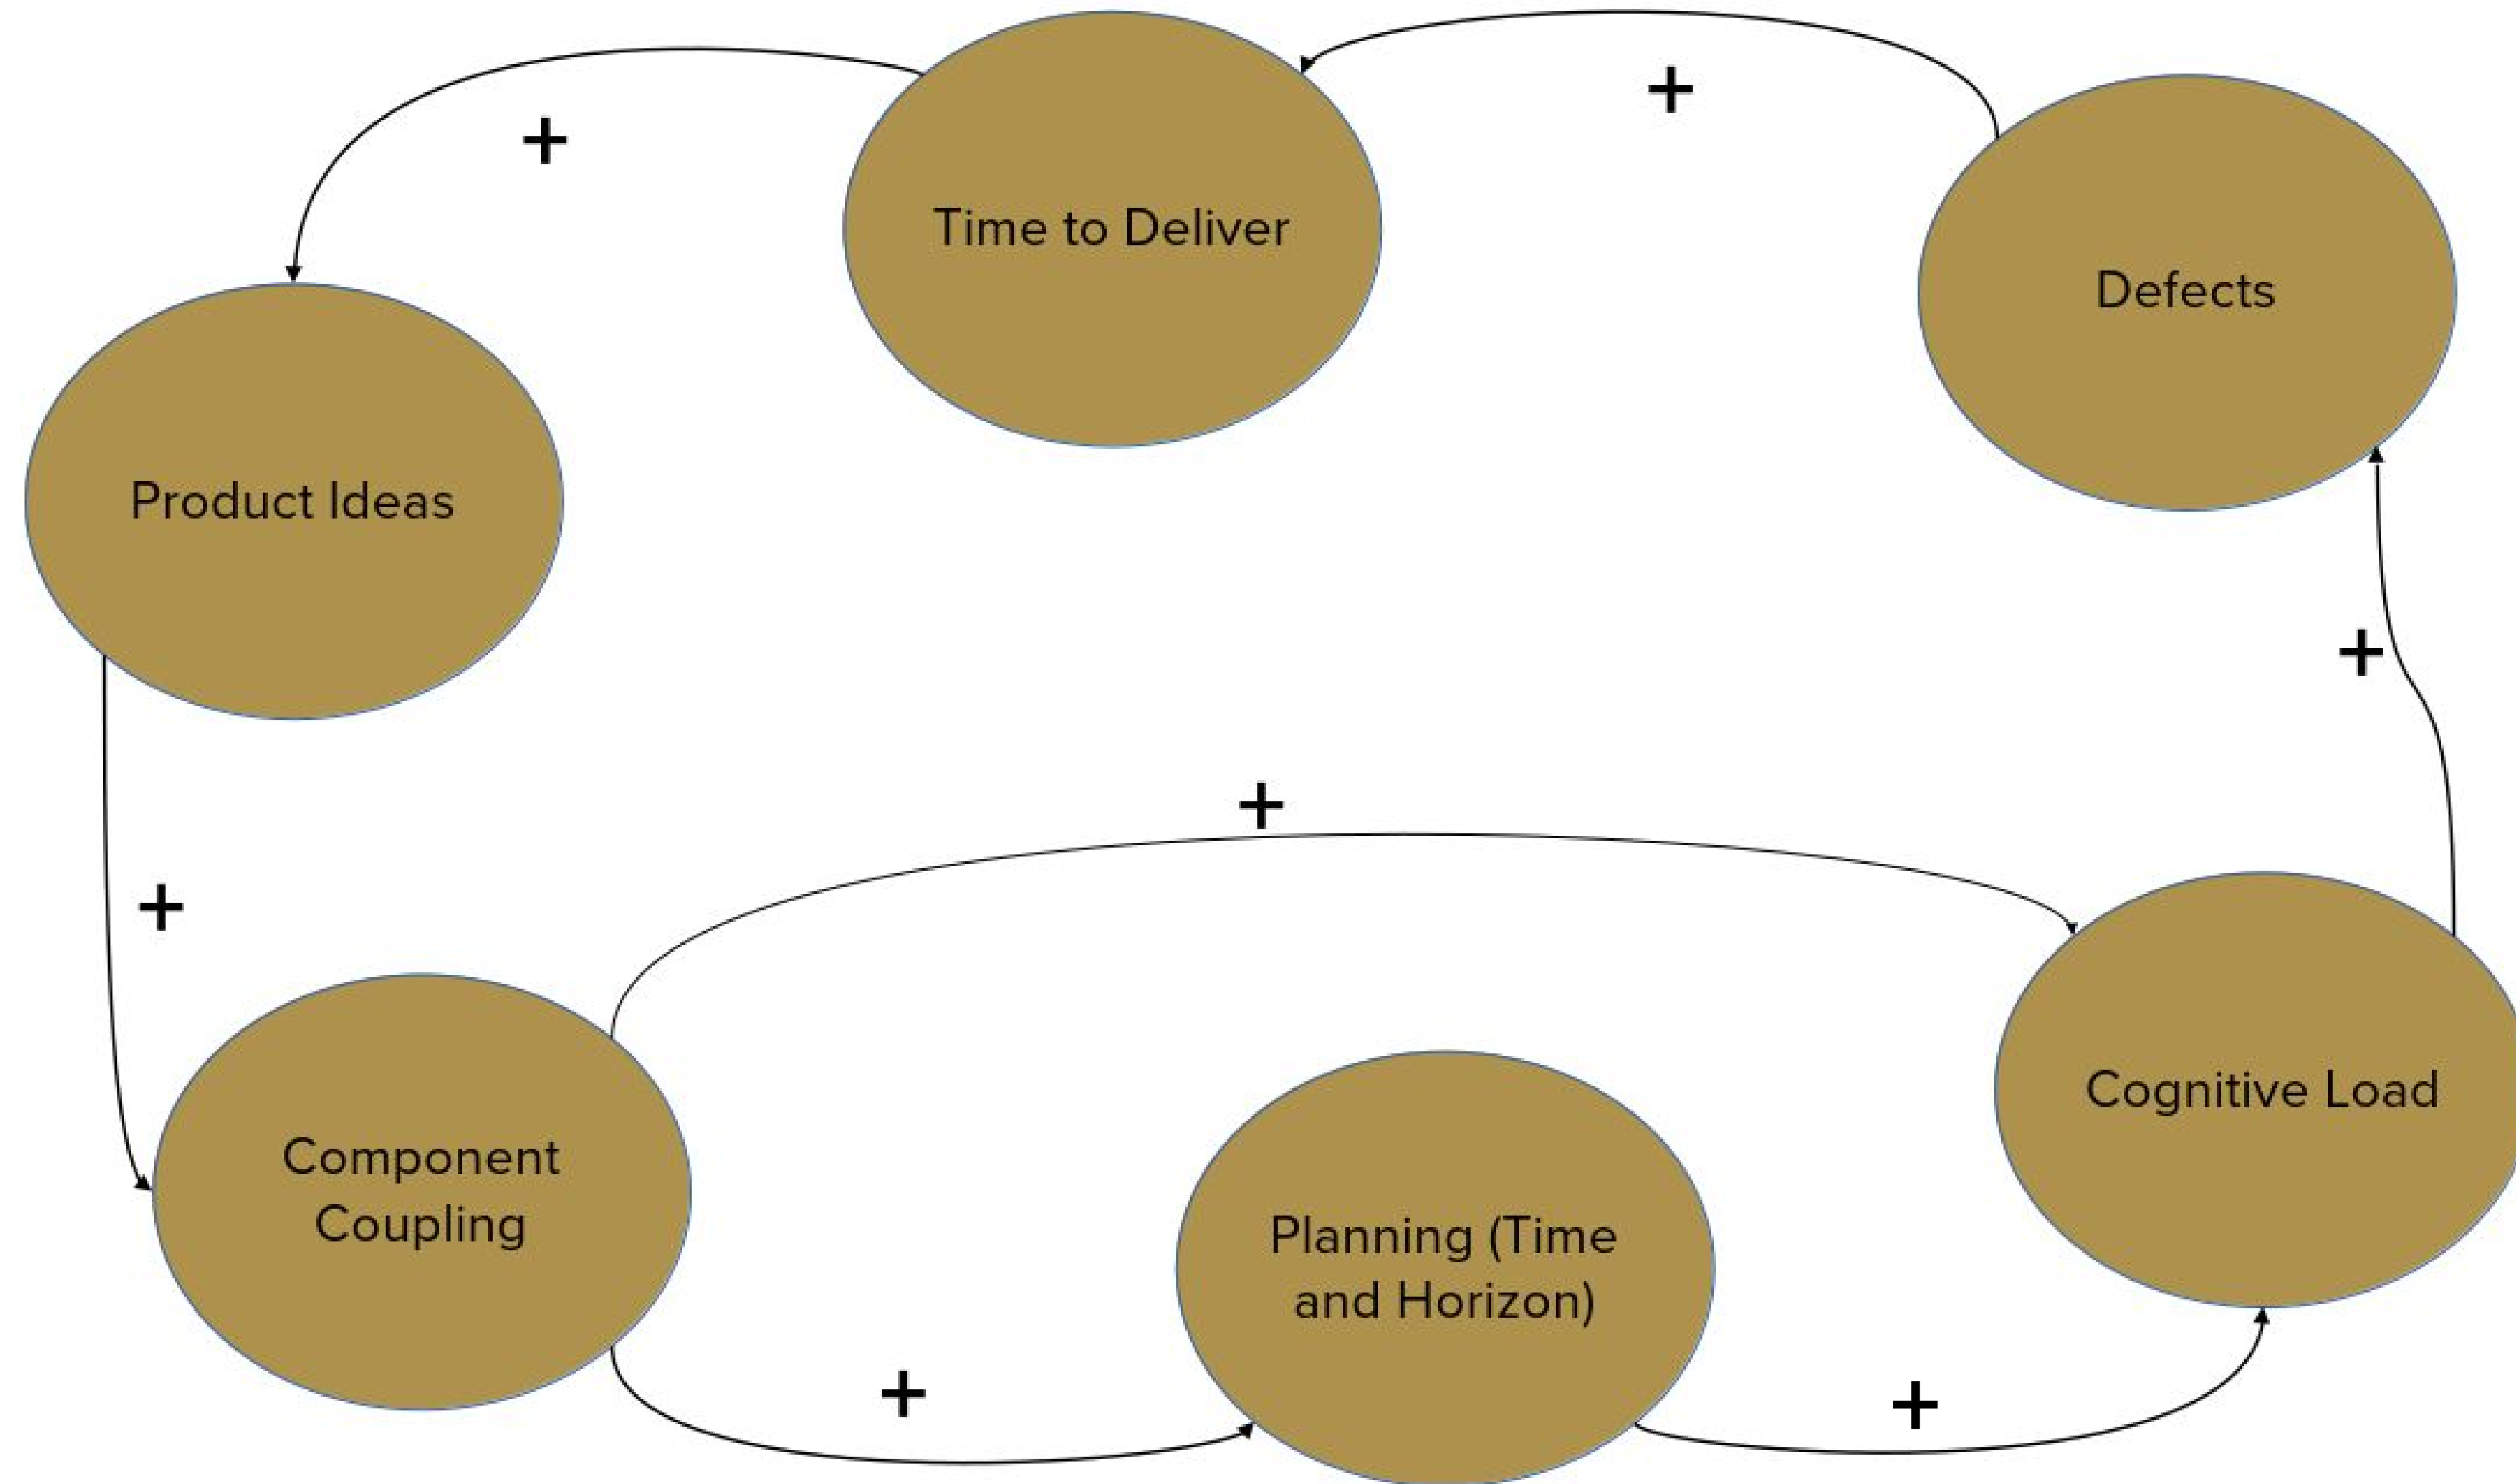 Time to Deliver
+
+
Defects
Product Ideas
+
+
+
Component
Coupling
Cognitive Load
Planning (Time
and Horizon)
+
+